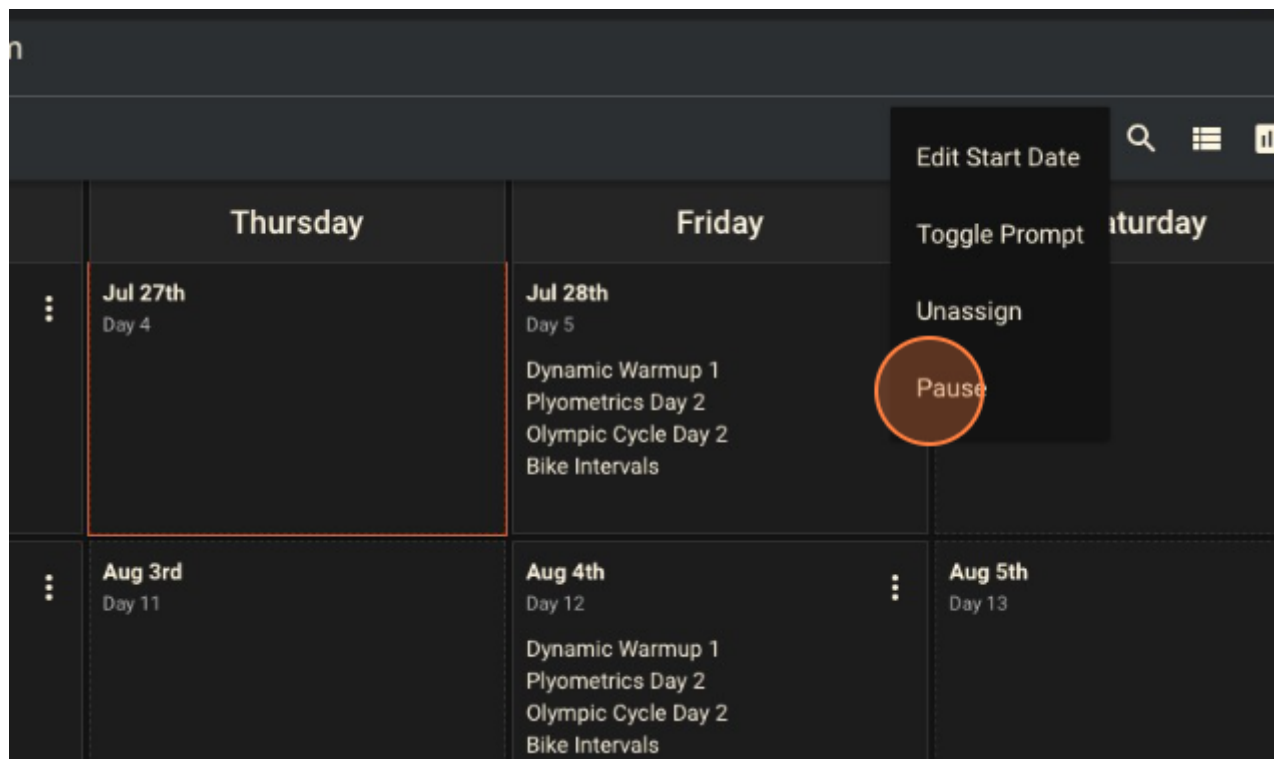 Edit Start Date
Toggle Prompt
Unassign
Pause
Thursday
Friday
aturday
Jul 27th
Day 4
Jul 28th
Day 5
Dynamic Warmup 1
Plyometrics Day 2
Olympic Cycle Day 2
Bike Intervals
Aug 3rd
Day 11
Aug 4th
Day 12
Dynamic Warmup 1
Plyometrics Day 2
Olympic Cycle Day 2
Bike Intervals
Aug 5th
Day 13